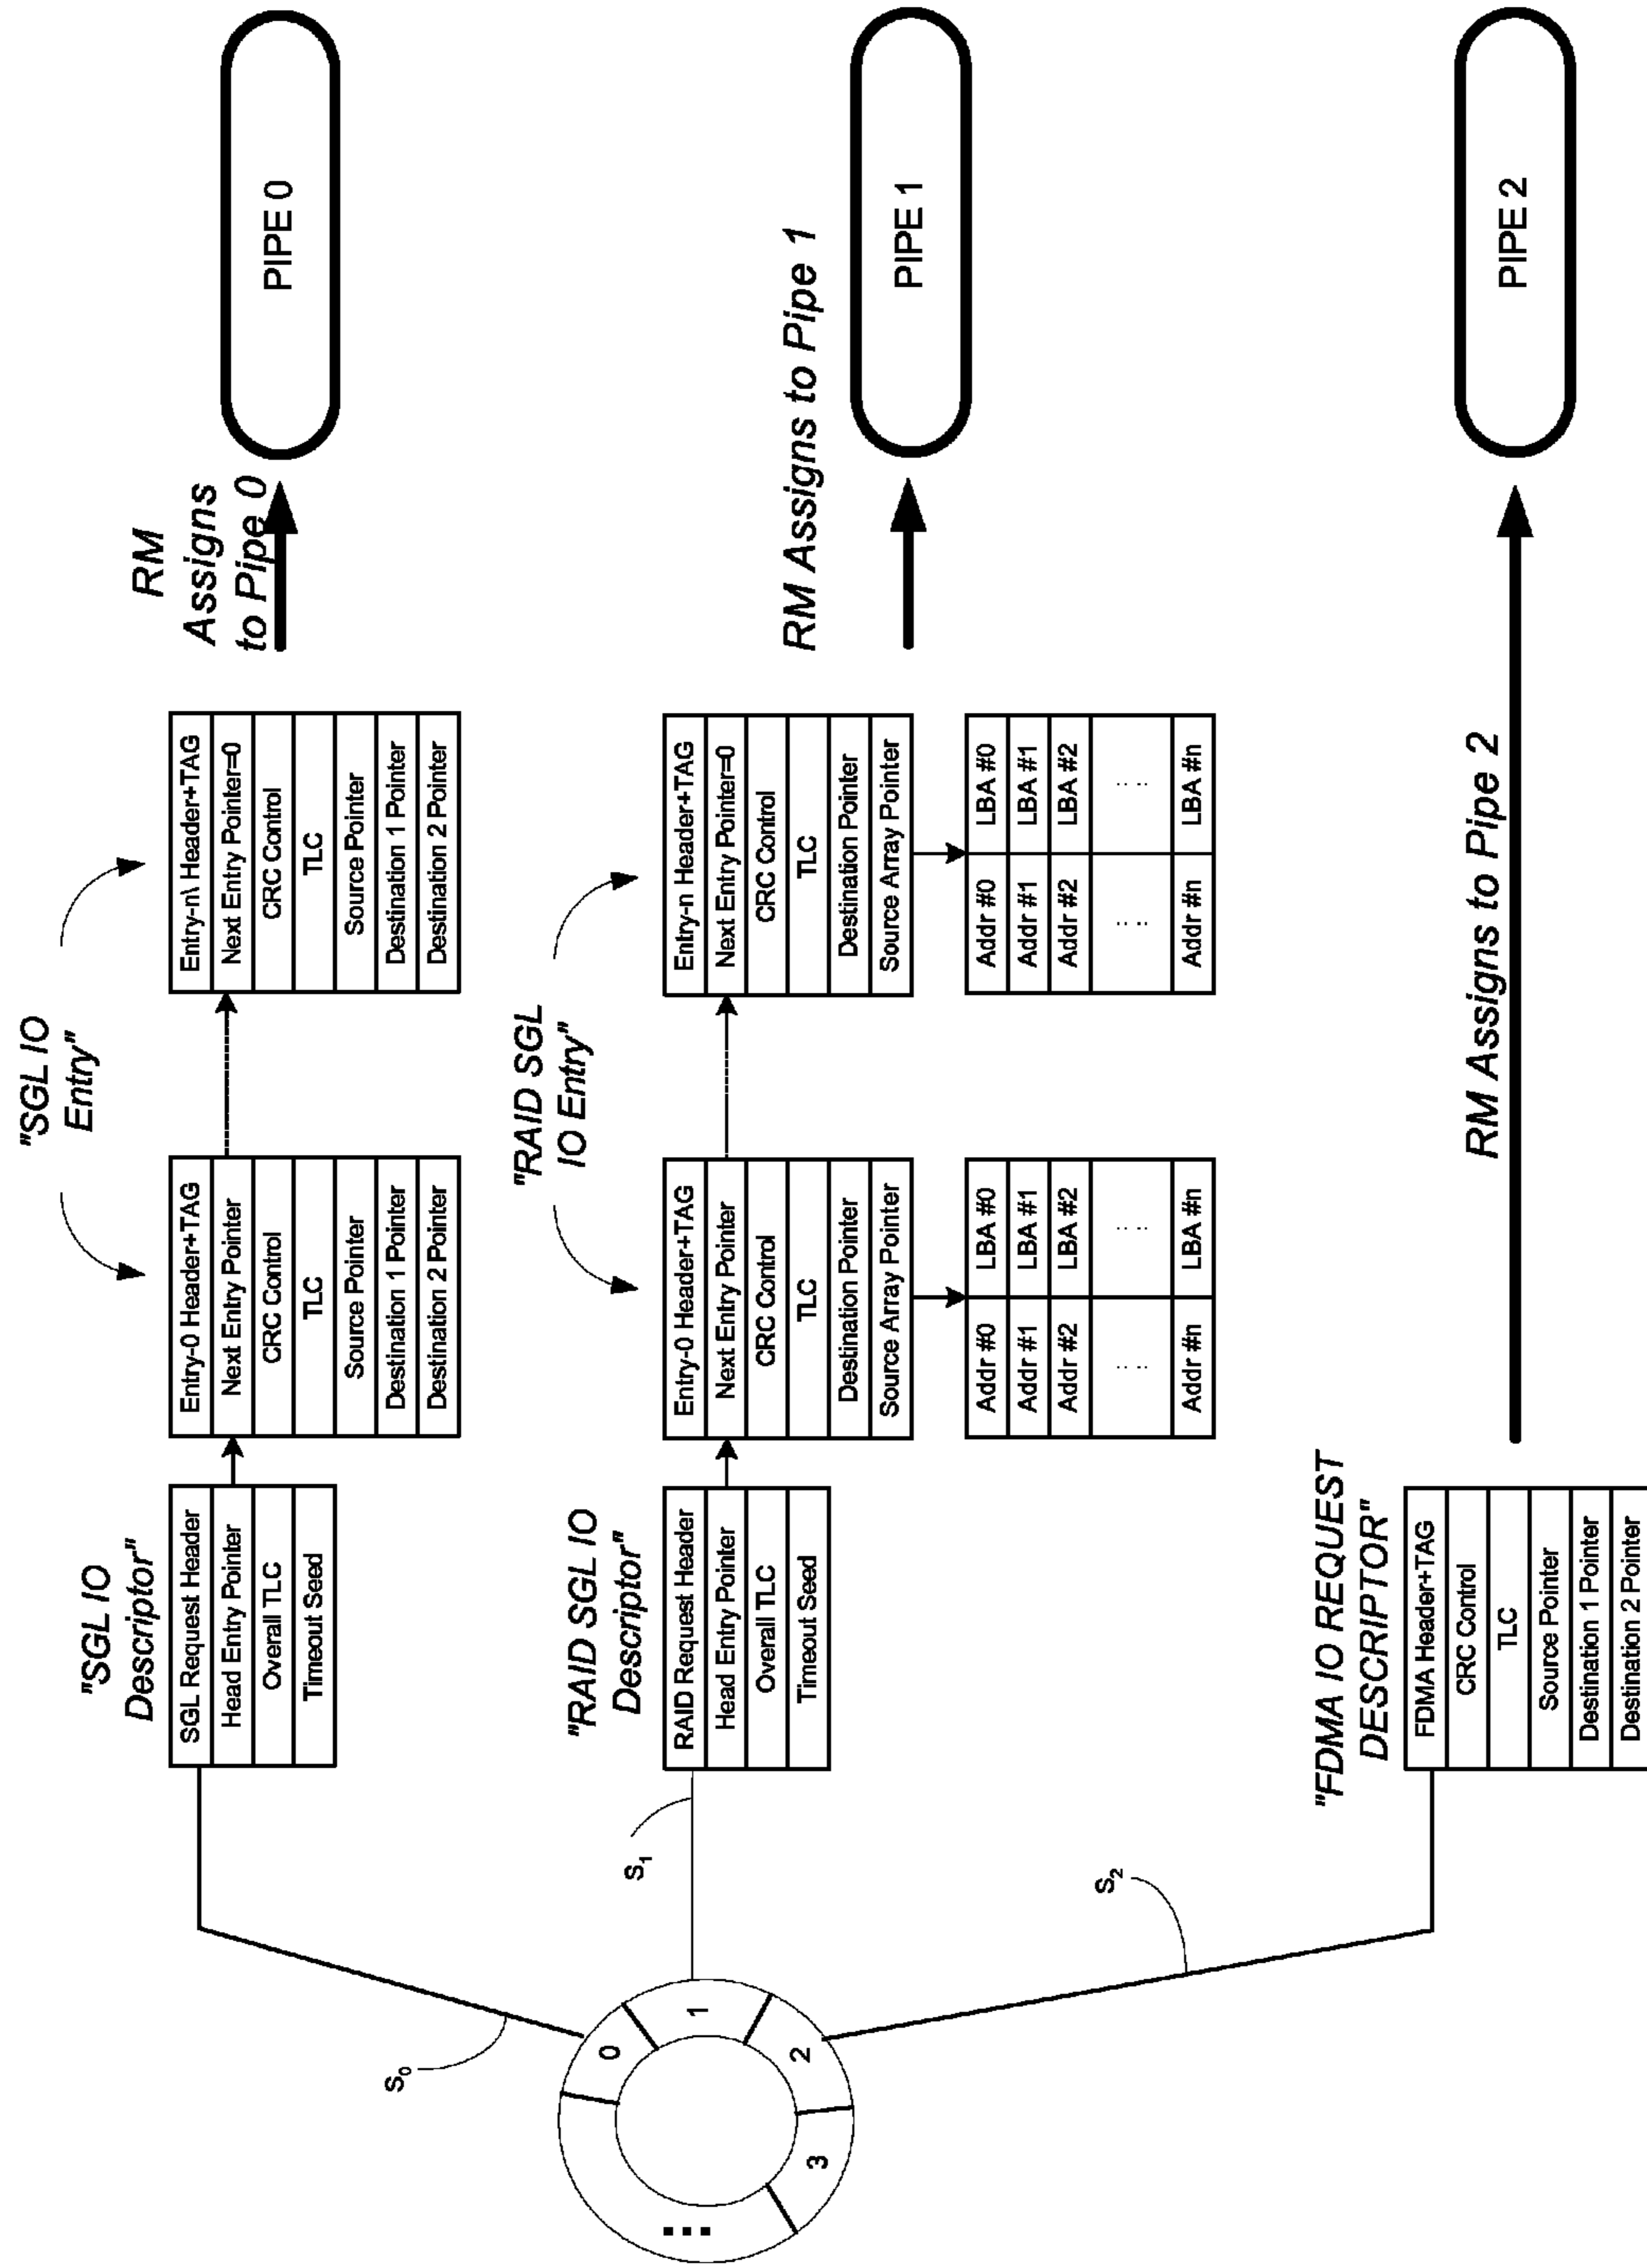 "SGL IO
Descriptor"
SGL Request Header
Head Entry Pointer
Overall TLC
Timeout Seed
"SGL IO
Entry"
Entry-0 Header+TAG
Next Entry Pointer
CRC Control
TLC
Source Pointer
Destination 1 Pointer
Destination 2 Pointer
Entry-n\ Header+TAG
Next Entry Pointer=0
CRC Control
TLC
Source Pointer
Destination 1 Pointer
Destination 2 Pointer
RM
Assigns
to Pipe 0
PIPE 0
S0
0
1
2
3
...
S1
S2
"RAID SGL IO
Descriptor"
RAID Request Header
Head Entry Pointer
Overall TLC
Timeout Seed
"RAID SGL
IO Entry"
Entry-0 Header+TAG
Next Entry Pointer
CRC Control
TLC
Destination Pointer
Source Array Pointer
Addr #0 LBA #0
Addr #1 LBA #1
Addr #2 LBA #2
.. .. .. ..
Addr #n LBA #n
Entry-n Header+TAG
Next Entry Pointer=0
CRC Control
TLC
Destination Pointer
Source Array Pointer
Addr #0 LBA #0
Addr #1 LBA #1
Addr #2 LBA #2
.. .. .. ..
Addr #n LBA #n
RM Assigns to Pipe 1
PIPE 1
"FDMA IO REQUEST
DESCRIPTOR"
FDMA Header+TAG
CRC Control
TLC
Source Pointer
Destination 1 Pointer
Destination 2 Pointer
RM Assigns to Pipe 2
PIPE 2